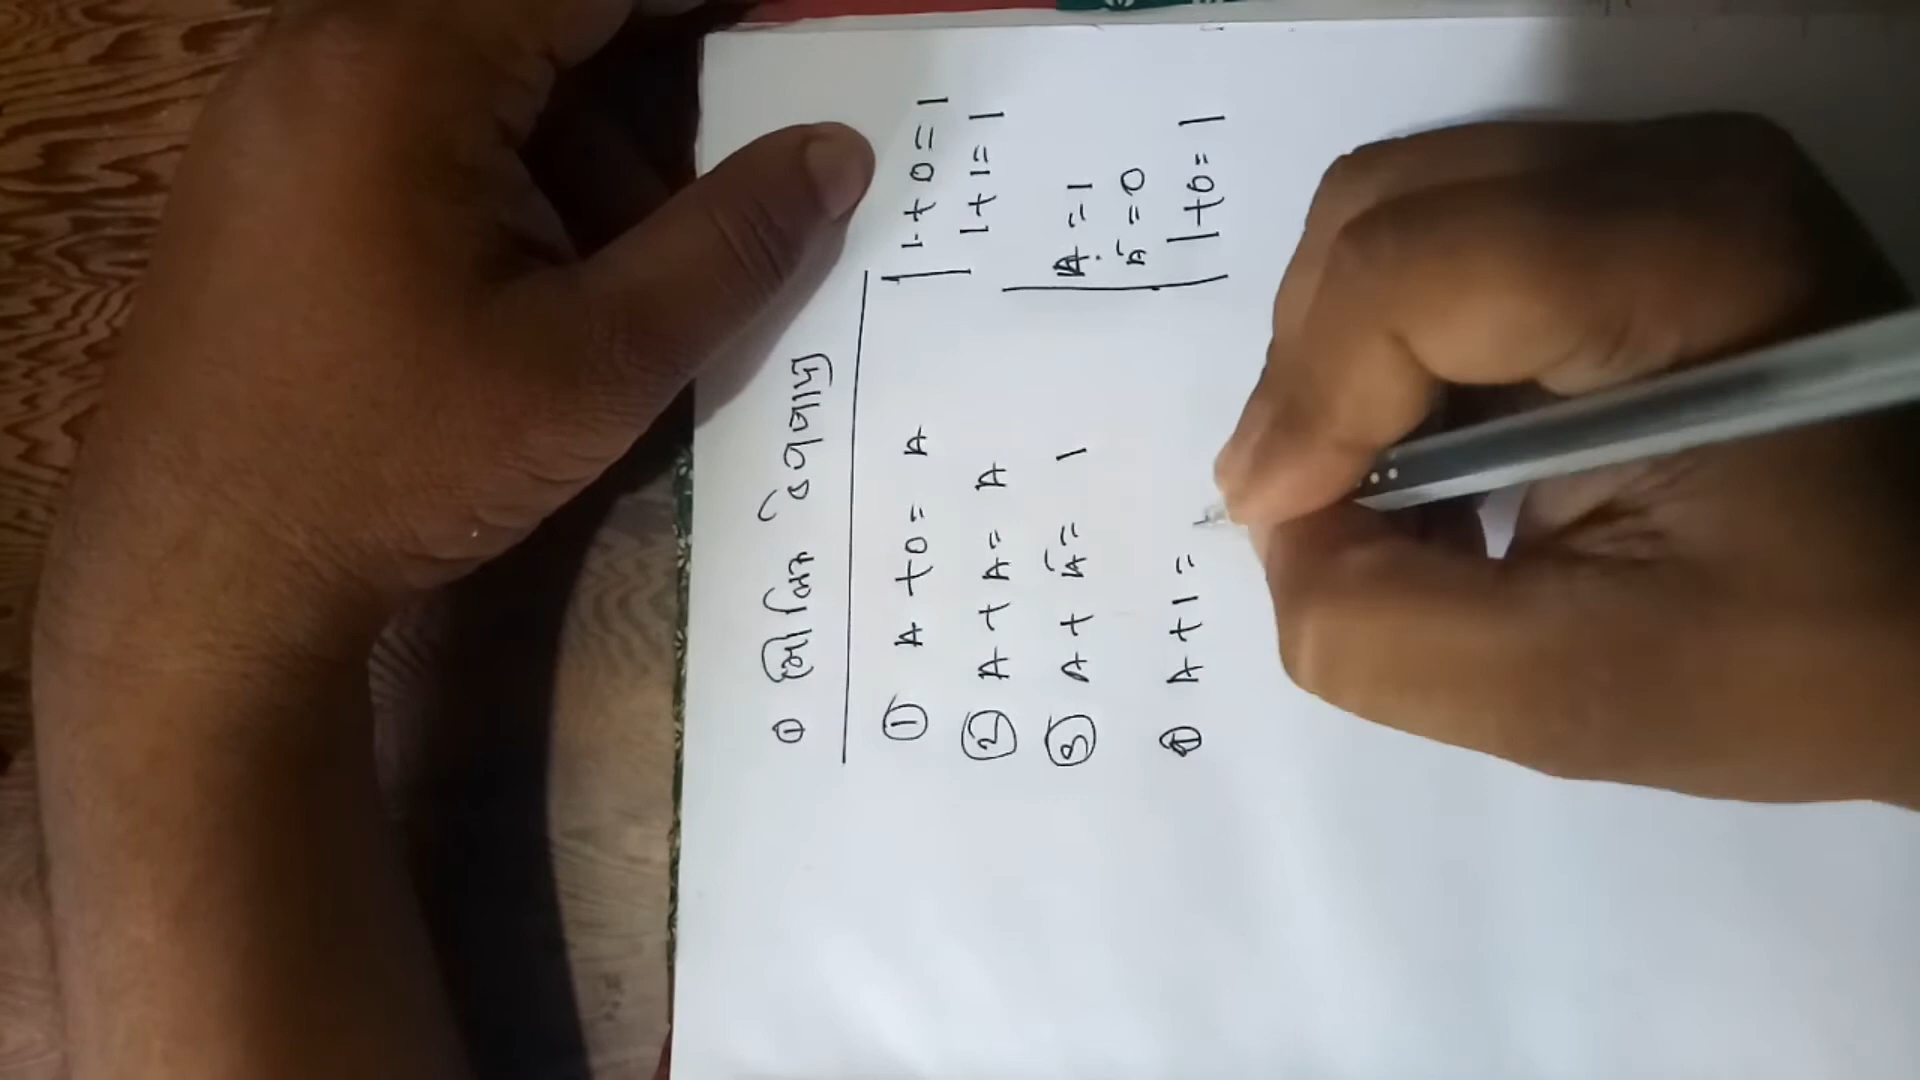 ① মৌলিক উপপাদ্য
① A + 0 = A | 1 + 0 = 1
② A + A = A 1 + 1 = 1
③ A + A̅ = 1 | A = 1
A̅ = 0
④ A + 1 = 1 + 0 = 1